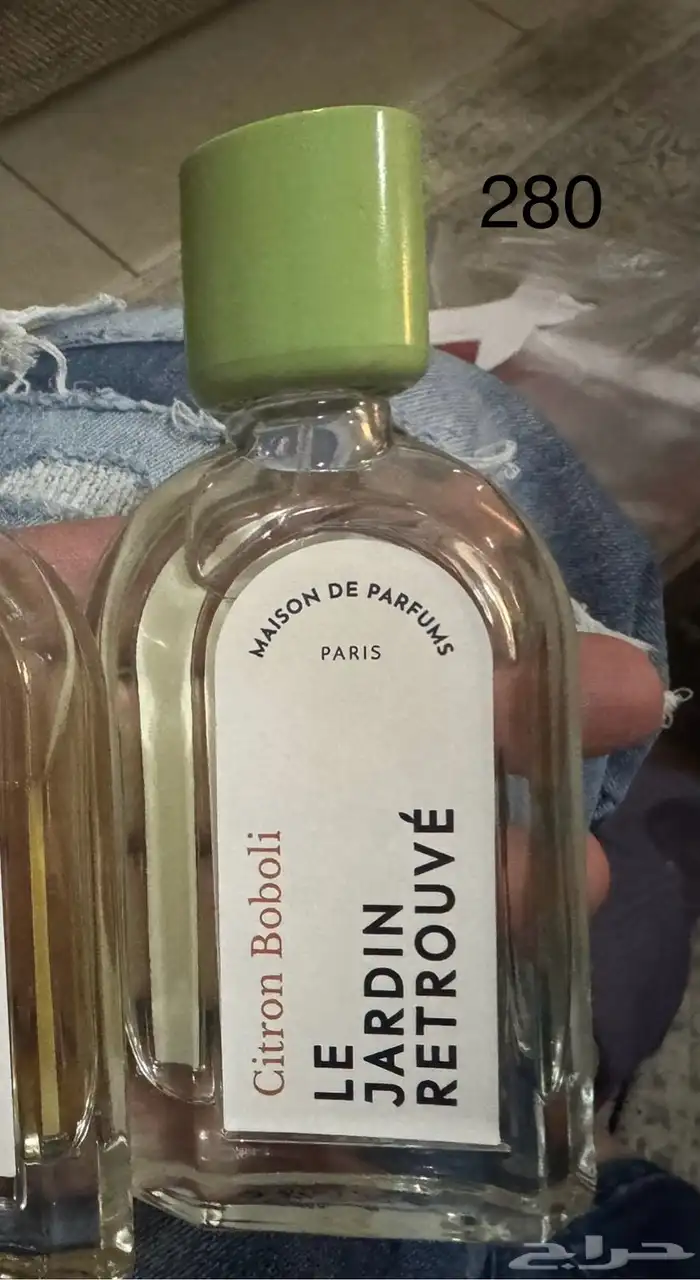 280
MAISON DE PARFUMS
PARIS
Citron Boboli
LE
JARDIN
RETROUVÉ
حراج